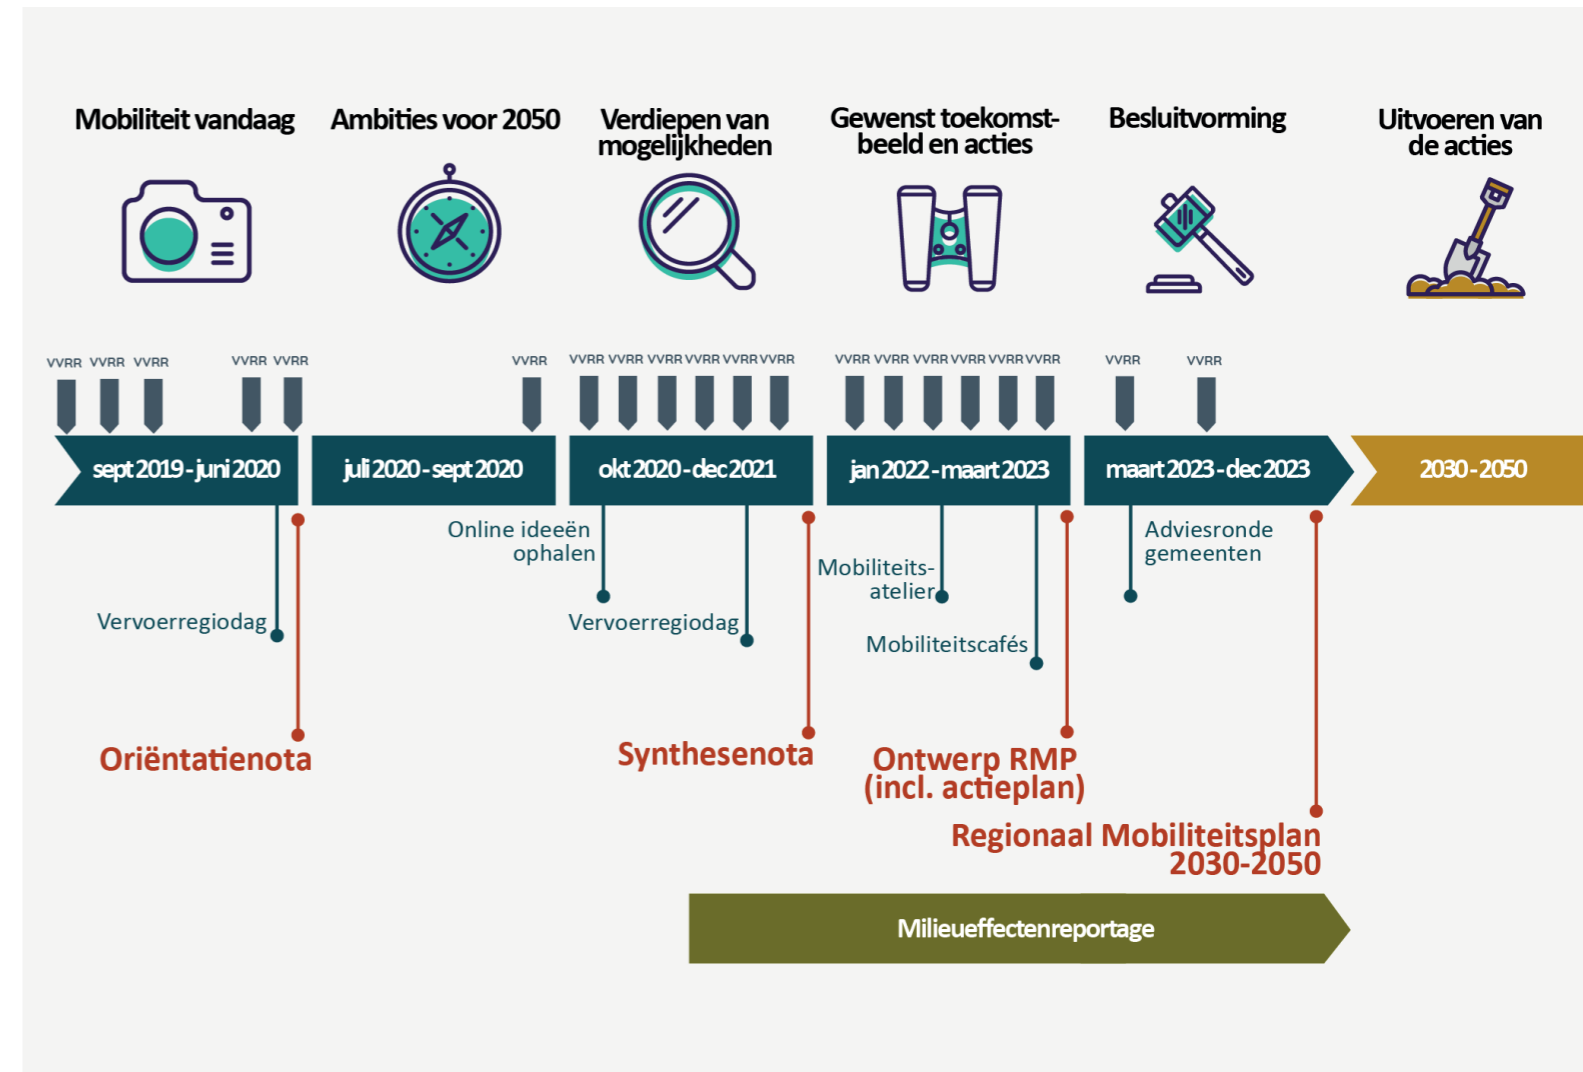 Mobiliteit vandaag
Ambities voor 2050
Verdiepen van
mogelijkheden
Gewenst toekomst-
beeld en acties
Besluitvorming
Uitvoeren van
de acties
VVRR VVRR VVRR VVRR VVRR
VVRR
VVRR VVRR VVRR VVRR VVRR VVRR
VVRR VVRR VVRR VVRR VVRR VVRR
VVRR VVRR
sept 2019 - juni 2020
juli 2020 - sept 2020
okt 2020 - dec 2021
jan 2022 - maart 2023
maart 2023 - dec 2023
2030 - 2050
Vervoerregiodag
Online ideeën
ophalen
Vervoerregiodag
Mobiliteits-
atelier
Mobiliteitscafés
Adviesronde
gemeenten
Oriëntatienota
Synthesenota
Ontwerp RMP
(incl. actieplan)
Regionaal Mobiliteitsplan
2030-2050
Milieueffectenreportage